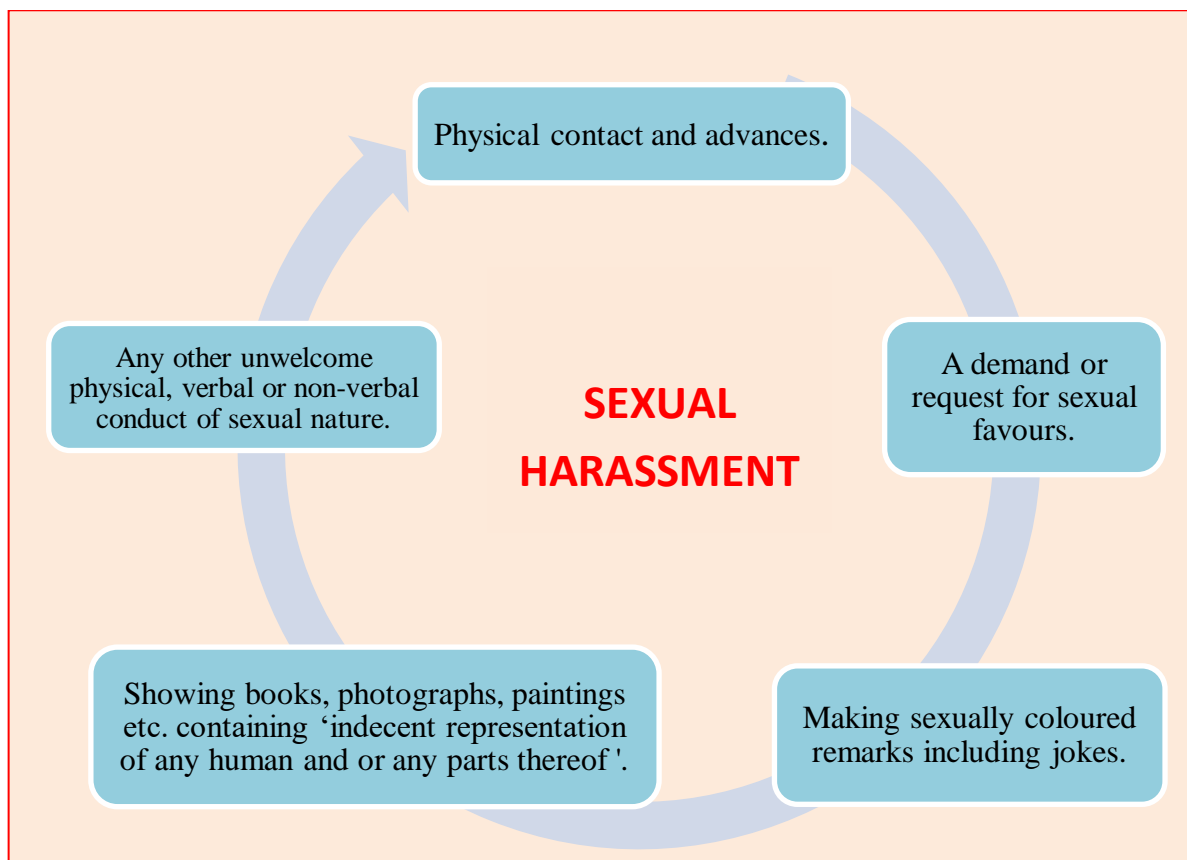 Physical contact and advances.
A demand or
request for sexual
favours.
Making sexually coloured
remarks including jokes.
Showing books, photographs, paintings
etc. containing ‘indecent representation
of any human and or any parts thereof '.
Any other unwelcome
physical, verbal or non-verbal
conduct of sexual nature.
SEXUAL
HARASSMENT